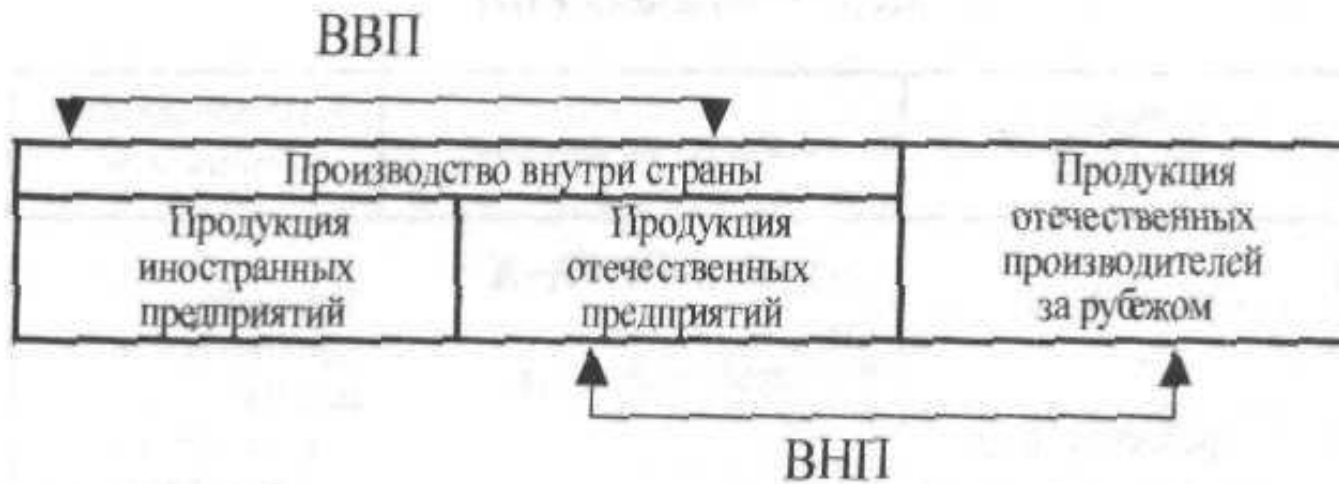 ВВП
Производство внутри страны
Продукция
иностранных
предприятий
Продукция
отечественных
предприятий
Продукция
отечественных
производителей
за рубежом
ВНП